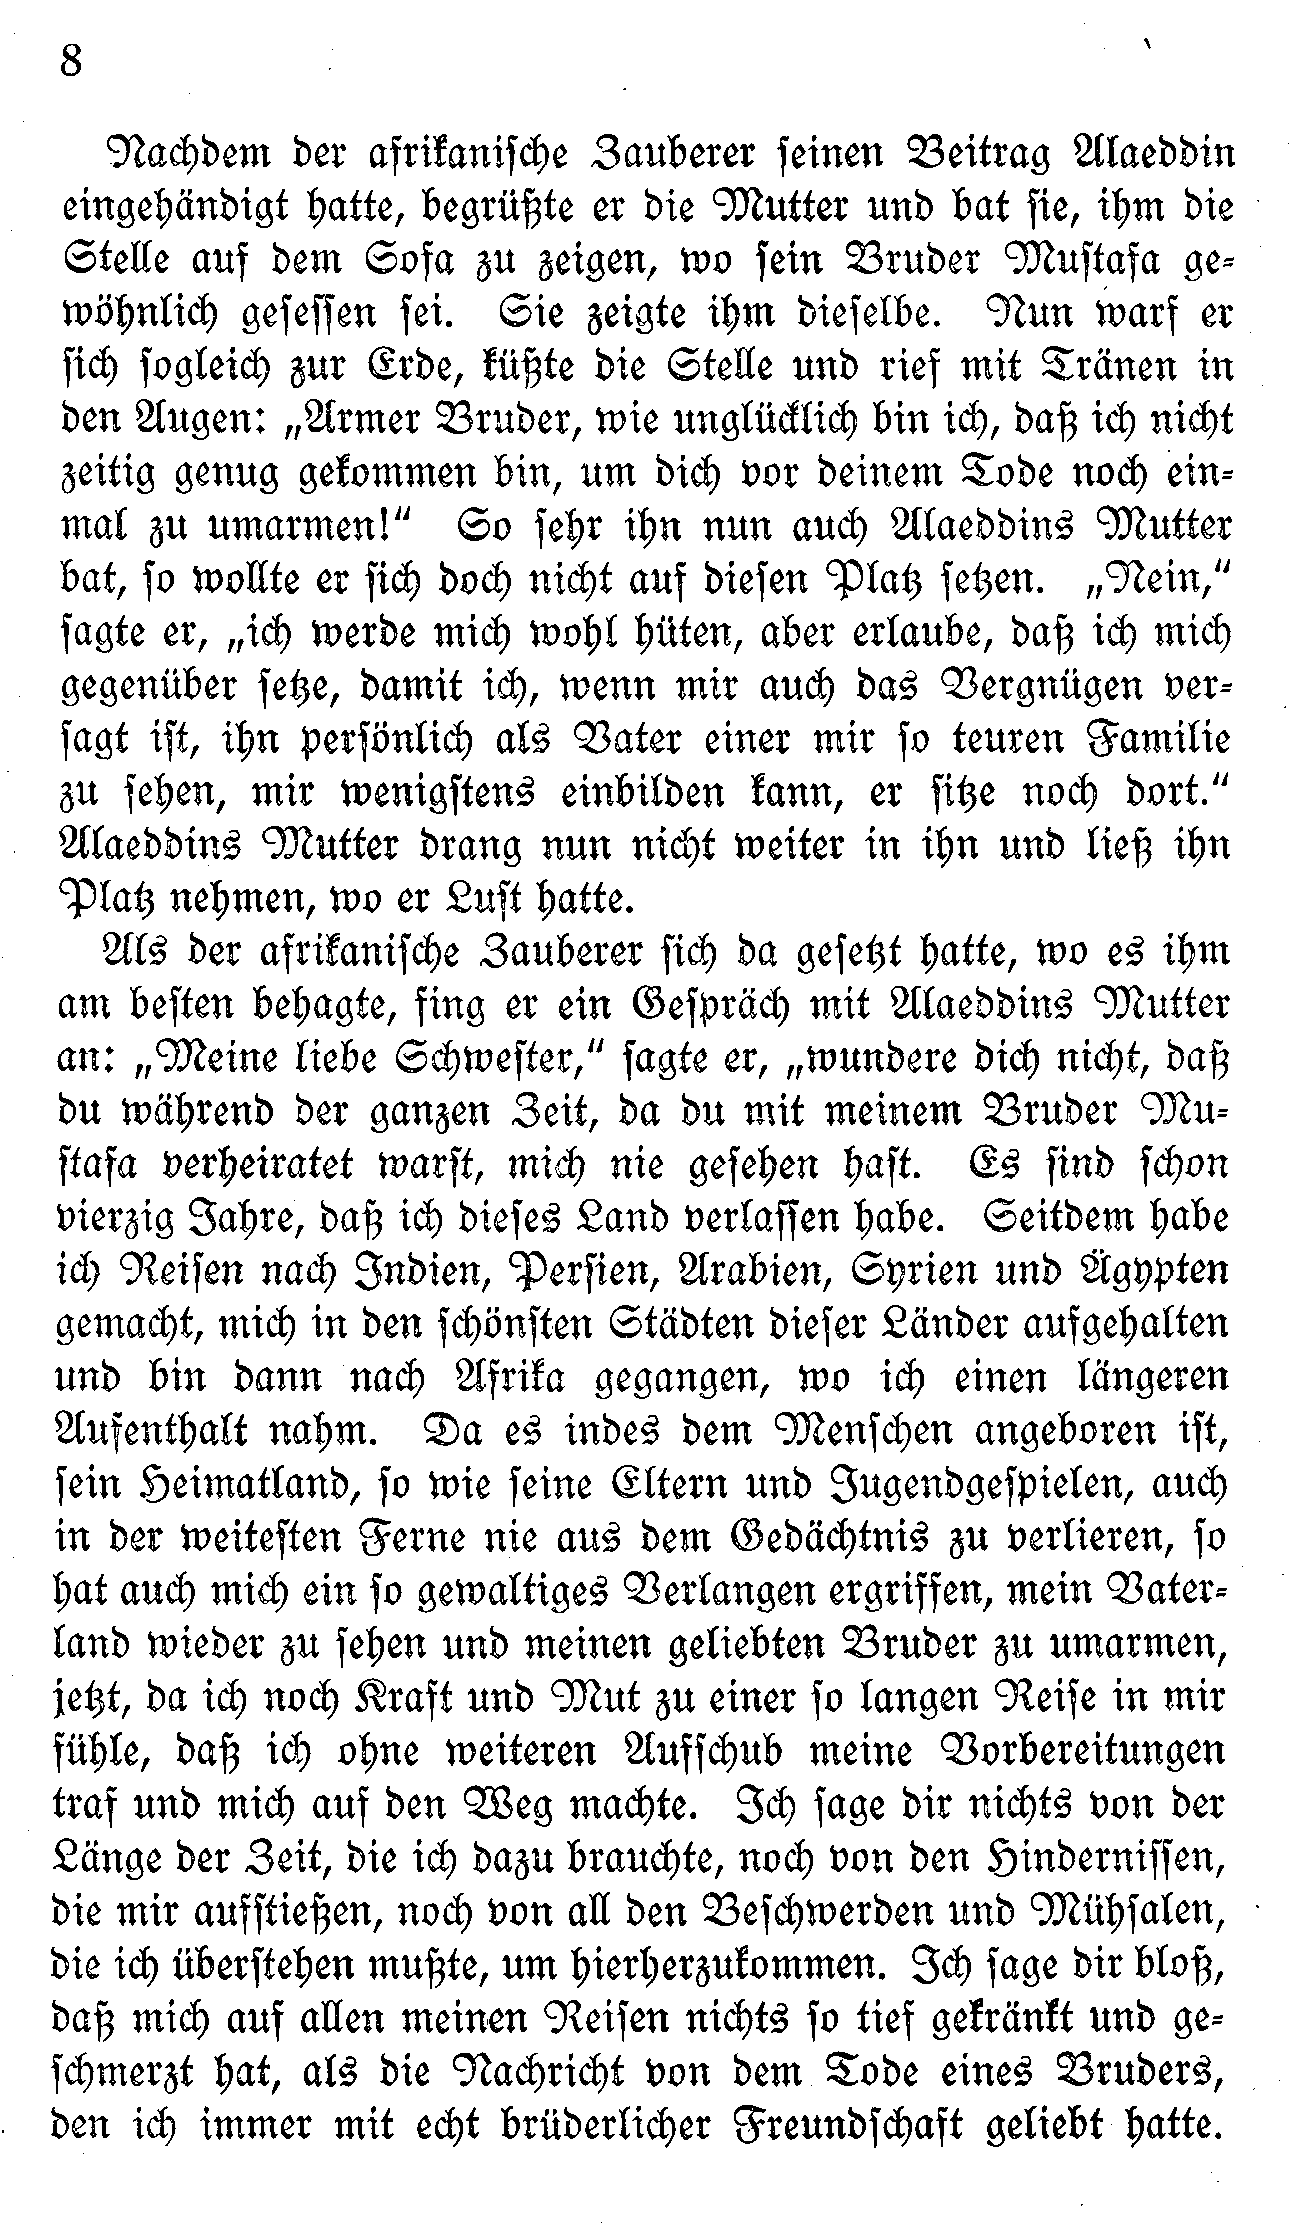 8
Nachdem der afrikanische Zauberer seinen Beitrag Alaeddin
eingehändigt hatte, begrüßte er die Mutter und bat sie, ihm die
Stelle auf dem Sofa zu zeigen, wo sein Bruder Mustafa ge-
wöhnlich gesessen sei. Sie zeigte ihm dieselbe. Nun warf er
sich sogleich zur Erde, küßte die Stelle und rief mit Tränen in
den Augen: „Armer Bruder, wie unglücklich bin ich, daß ich nicht
zeitig genug gekommen bin, um dich vor deinem Tode noch ein-
mal zu umarmen!“ So sehr ihn nun auch Alaeddins Mutter
bat, so wollte er sich doch nicht auf diesen Platz setzen. „Nein,“
sagte er, „ich werde mich wohl hüten, aber erlaube, daß ich mich
gegenüber setze, damit ich, wenn mir auch das Vergnügen ver-
sagt ist, ihn persönlich als Vater einer mir so teuren Familie
zu sehen, mir wenigstens einbilden kann, er sitze noch dort.“
Alaeddins Mutter drang nun nicht weiter in ihn und ließ ihn
Platz nehmen, wo er Lust hatte.
Als der afrikanische Zauberer sich da gesetzt hatte, wo es ihm
am besten behagte, fing er ein Gespräch mit Alaeddins Mutter
an: „Meine liebe Schwester,“ sagte er, „wundere dich nicht, daß
du während der ganzen Zeit, da du mit meinem Bruder Mu-
stafa verheiratet warst, mich nie gesehen hast. Es sind schon
vierzig Jahre, daß ich dieses Land verlassen habe. Seitdem habe
ich Reisen nach Indien, Persien, Arabien, Syrien und Ägypten
gemacht, mich in den schönsten Städten dieser Länder aufgehalten
und bin dann nach Afrika gegangen, wo ich einen längeren
Aufenthalt nahm. Da es indes dem Menschen angeboren ist,
sein Heimatland, so wie seine Eltern und Jugendgespielen, auch
in der weitesten Ferne nie aus dem Gedächtnis zu verlieren, so
hat auch mich ein so gewaltiges Verlangen ergriffen, mein Vater-
land wieder zu sehen und meinen geliebten Bruder zu umarmen,
jetzt, da ich noch Kraft und Mut zu einer so langen Reise in mir
fühle, daß ich ohne weiteren Aufschub meine Vorbereitungen
traf und mich auf den Weg machte. Ich sage dir nichts von der
Länge der Zeit, die ich dazu brauchte, noch von den Hindernissen,
die mir aufstießen, noch von all den Beschwerden und Mühsalen,
die ich überstehen mußte, um hierherzukommen. Ich sage dir bloß,
daß mich auf allen meinen Reisen nichts so tief gekränkt und ge-
schmerzt hat, als die Nachricht von dem Tode eines Bruders,
den ich immer mit echt brüderlicher Freundschaft geliebt hatte.